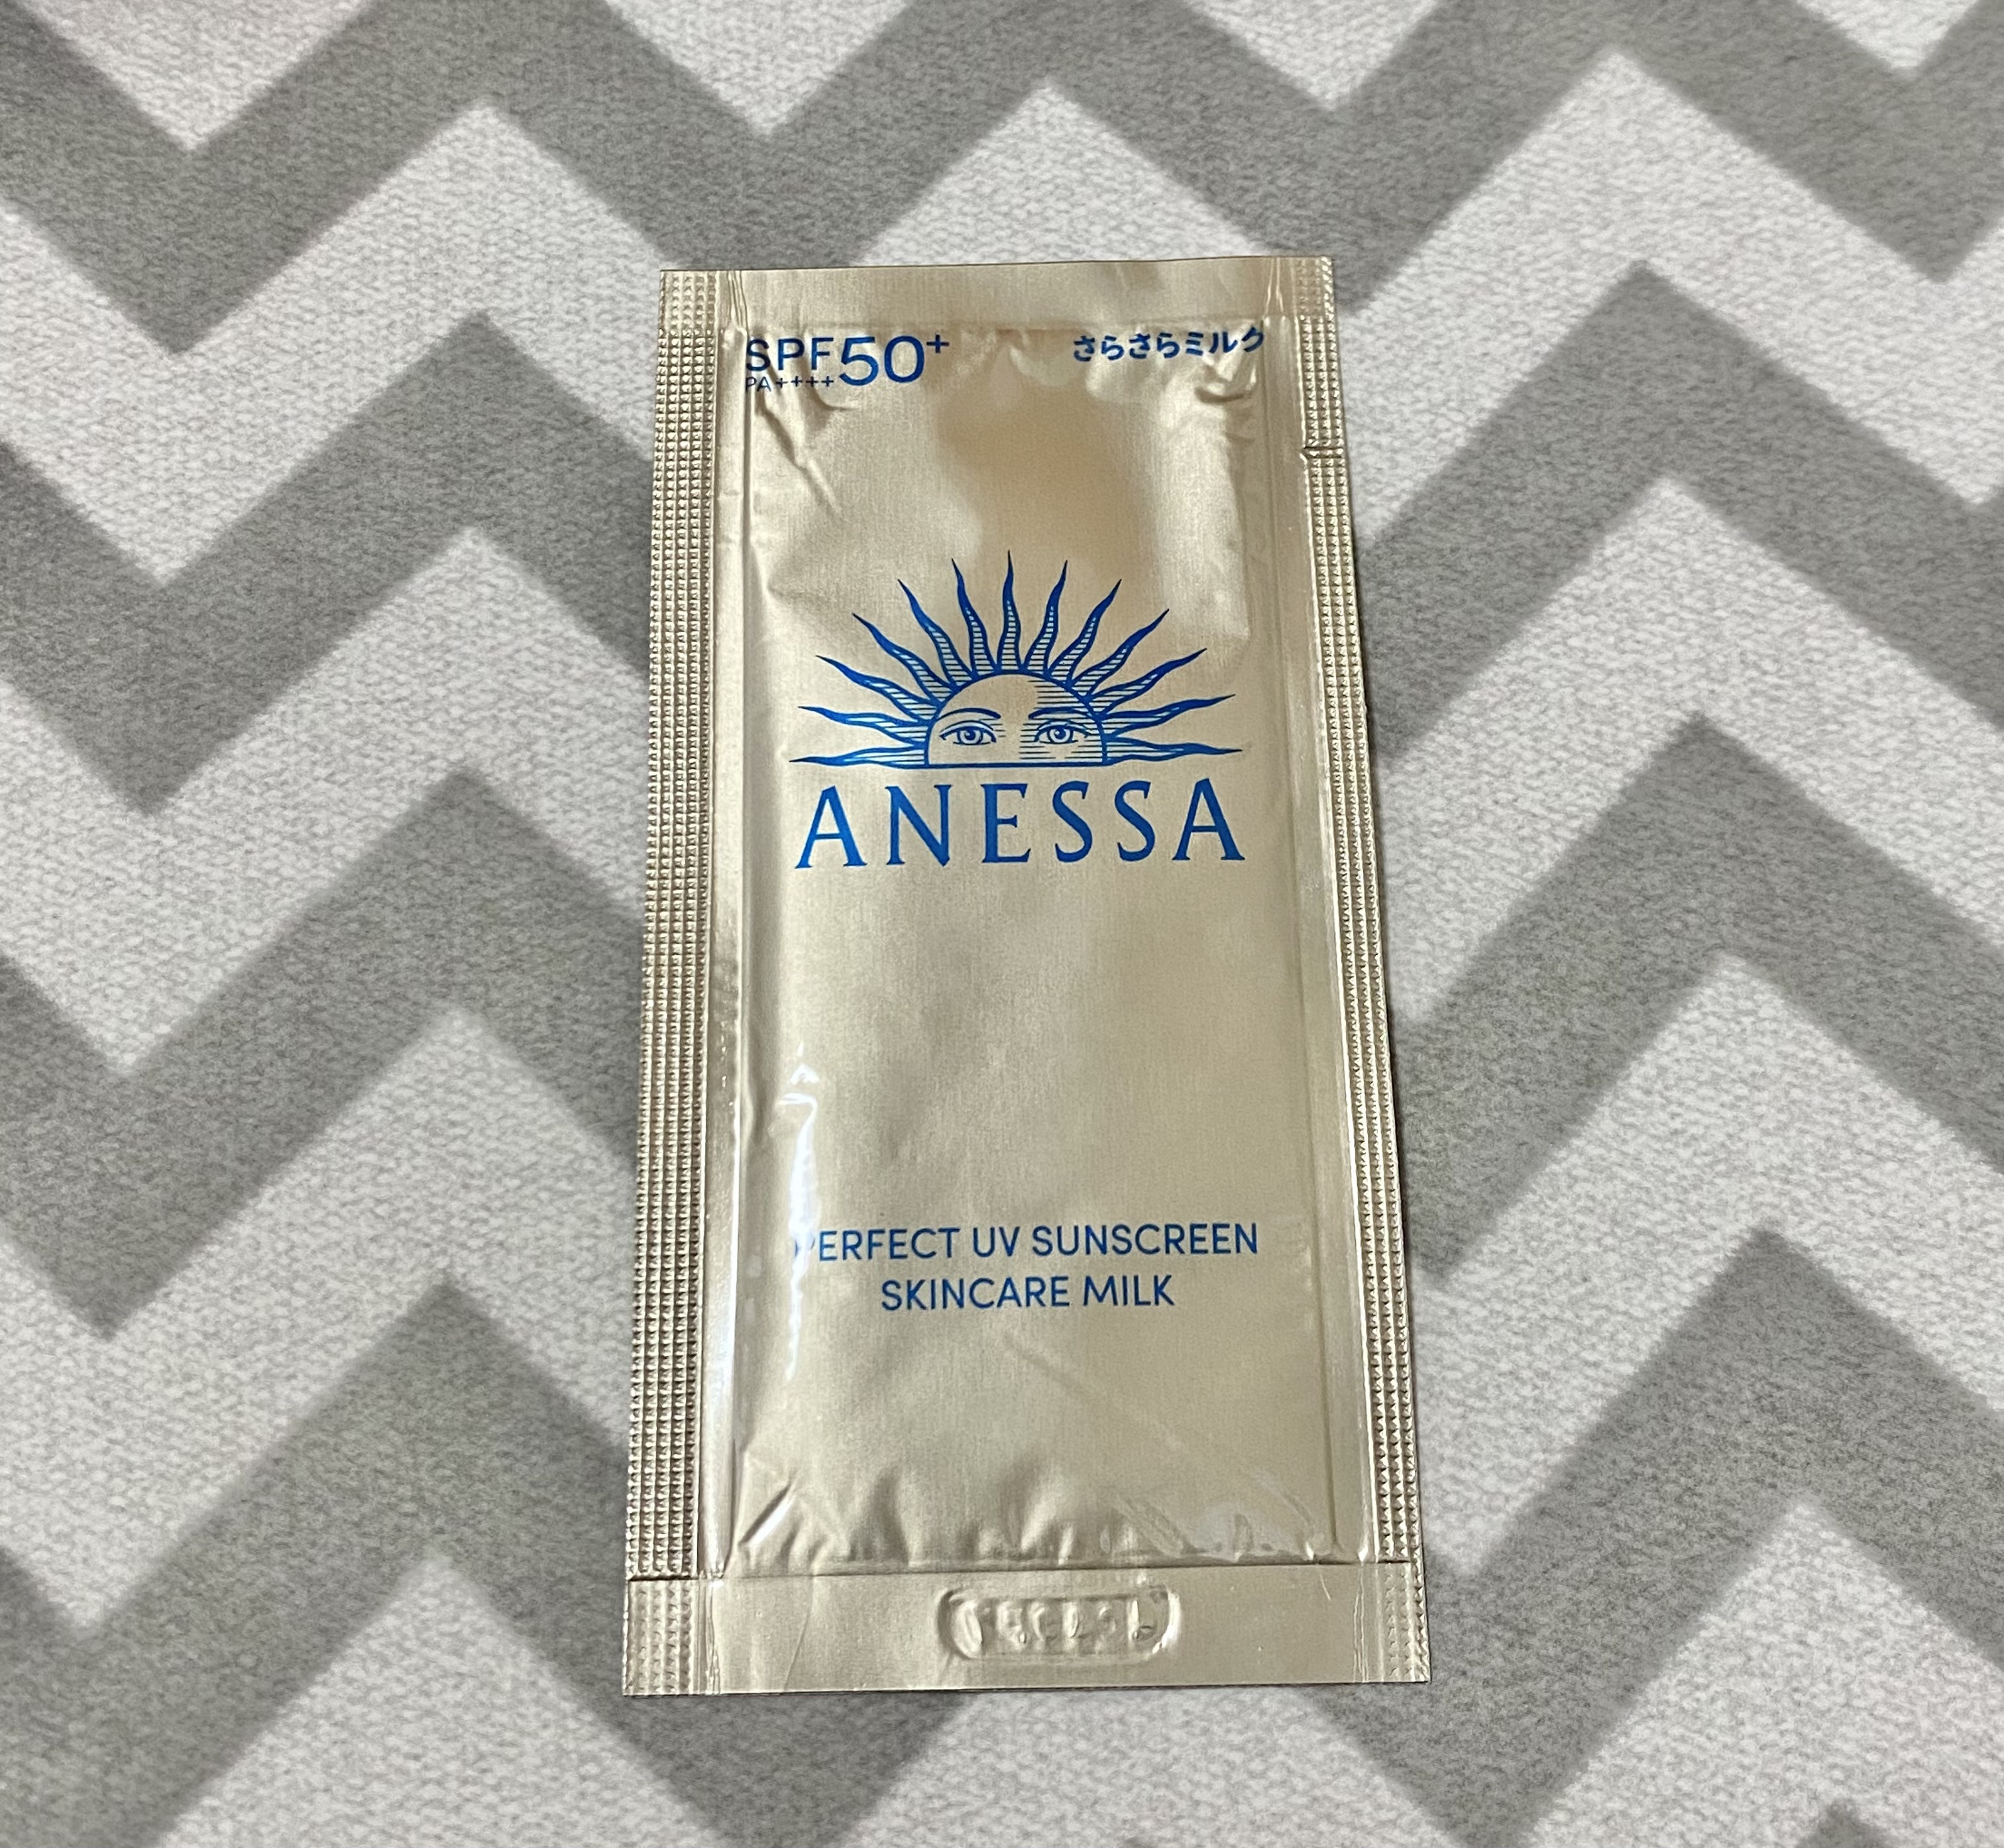 SPF50+
PA++++
さらさらミルク
ANESSA
PERFECT UV SUNSCREEN
SKINCARE MILK